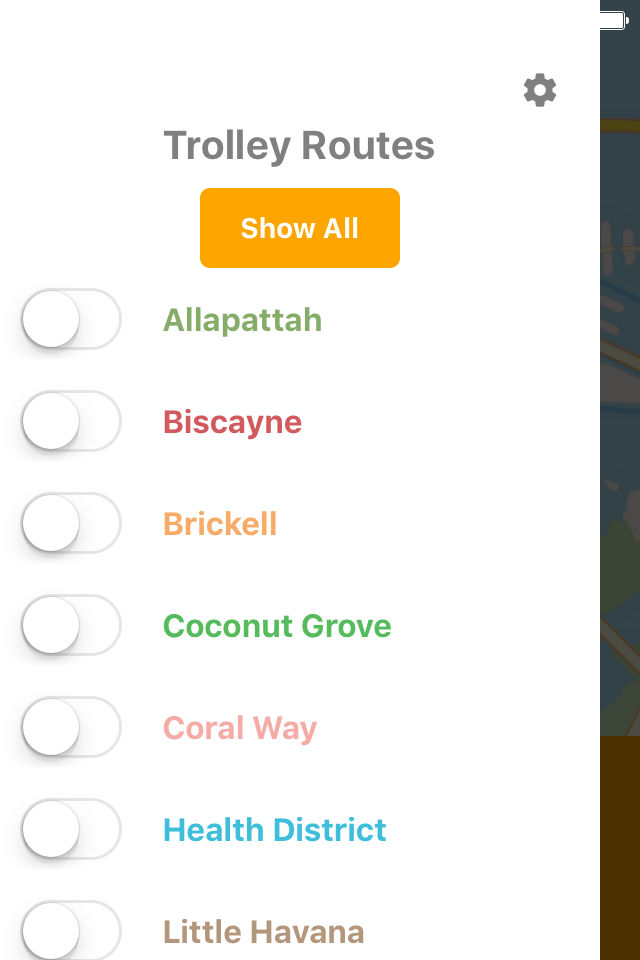 Trolley Routes
Show All
Allapattah
Biscayne
Brickell
Coconut Grove
Coral Way
Health District
Little Havana